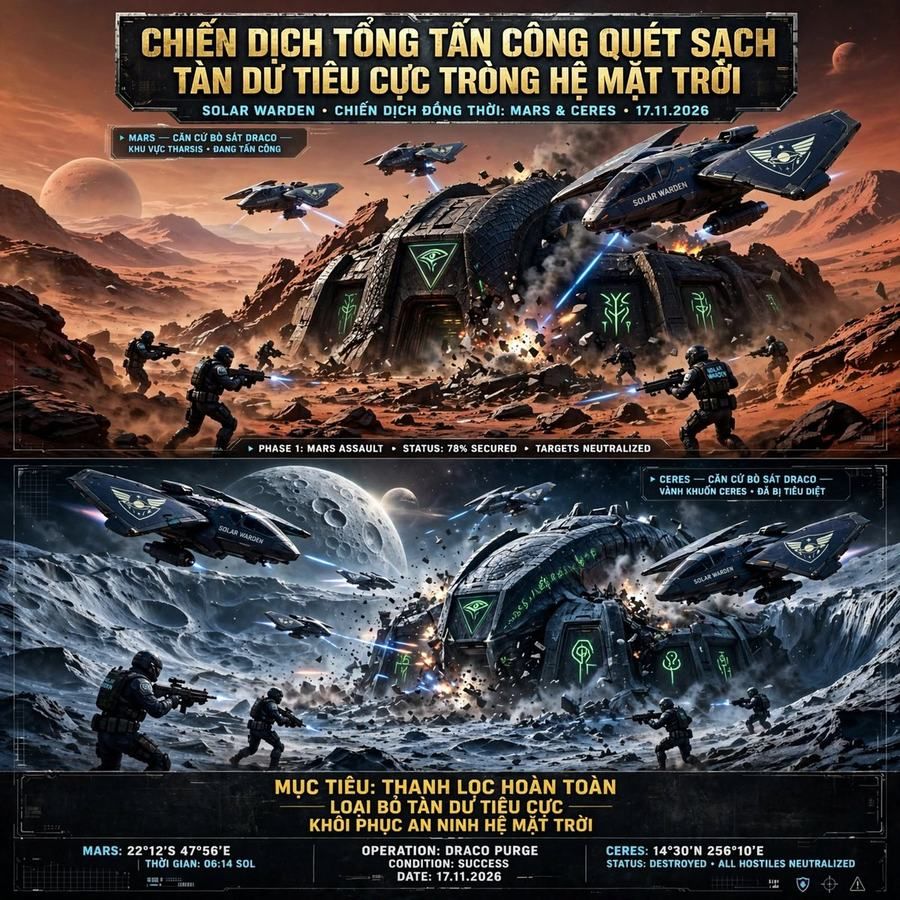 CHIẾN DỊCH TỔNG TẤN CÔNG QUÉT SẠCH
TÀN DƯ TIÊU CỰC TRONG HỆ MẶT TRỜI
SOLAR WARDEN • CHIẾN DỊCH ĐỒNG THỜI: MARS & CERES • 17.11.2026
MARS — CĂN CỨ BÒ SÁT DRACO —
KHU VỰC THARSIS • ĐANG TẤN CÔNG
SOLAR WARDEN
SOLAR WARDEN
PHASE 1: MARS ASSAULT • STATUS: 78% SECURED • TARGETS NEUTRALIZED
CERES — CĂN CỨ BÒ SÁT DRACO —
VÀNH KHUỐN CERES • ĐÃ BỊ TIÊU DIỆT
SOLAR WARDEN
SOLAR WARDEN
MỤC TIÊU: THANH LỌC HOÀN TOÀN
LOẠI BỎ TÀN DƯ TIÊU CỰC
KHÔI PHỤC AN NINH HỆ MẶT TRỜI
MARS: 22°12'S 47°56'E
THỜI GIAN: 06:14 SOL
OPERATION: DRACO PURGE
CONDITION: SUCCESS
DATE: 17.11.2026
CERES: 14°30'N 256°10'E
STATUS: DESTROYED • ALL HOSTILES NEUTRALIZED